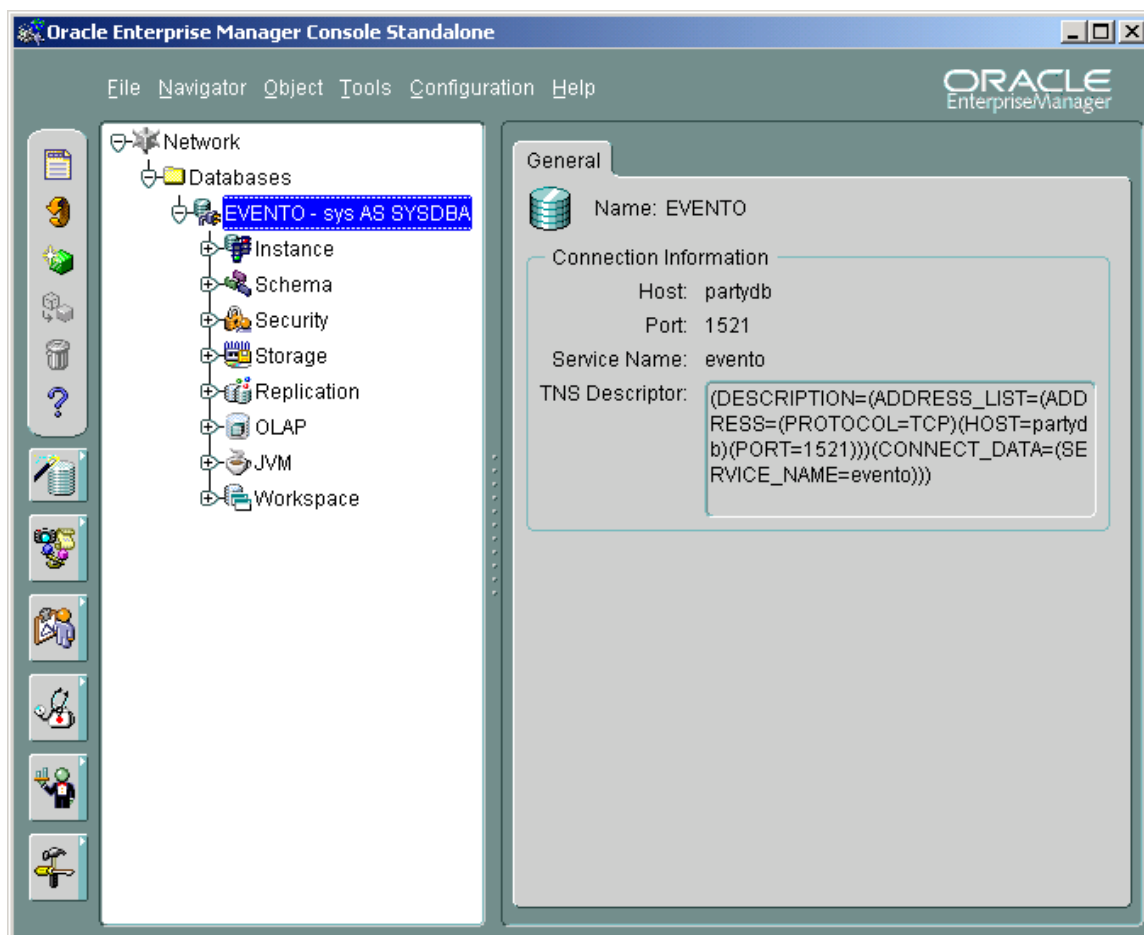 Oracle Enterprise Manager Console Standalone
File Navigator Object Tools Configuration Help
ORACLE
EnterpriseManager
Network
Databases
EVENTO - sys AS SYSDBA
Instance
Schema
Security
Storage
Replication
OLAP
JVM
Workspace
General
Name: EVENTO
Connection Information
Host: partydb
Port: 1521
Service Name: evento
TNS Descriptor:
(DESCRIPTION=(ADDRESS_LIST=(ADD
RESS=(PROTOCOL=TCP)(HOST=partyd
b)(PORT=1521)))(CONNECT_DATA=(SE
RVICE_NAME=evento)))